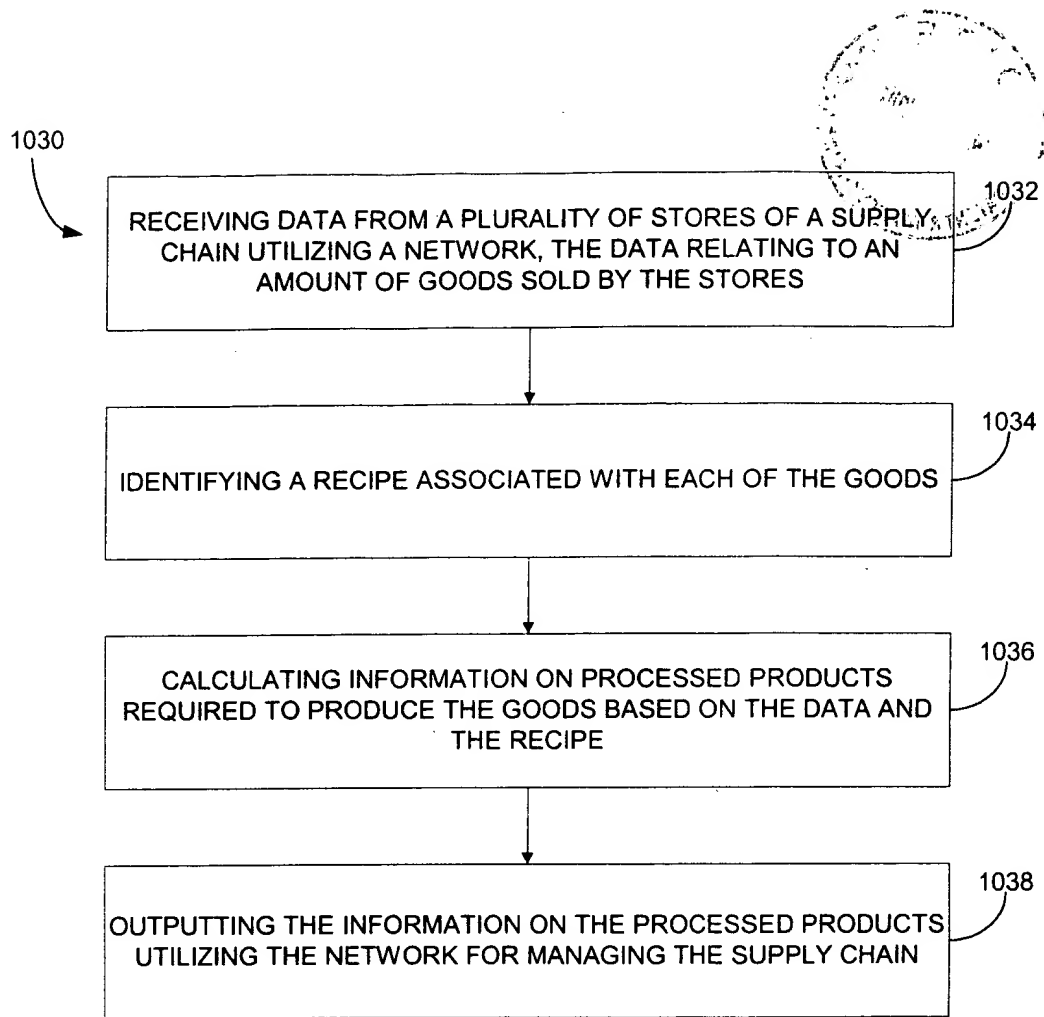 1030
1032
RECEIVING DATA FROM A PLURALITY OF STORES OF A SUPPLY
CHAIN UTILIZING A NETWORK, THE DATA RELATING TO AN
AMOUNT OF GOODS SOLD BY THE STORES
1034
IDENTIFYING A RECIPE ASSOCIATED WITH EACH OF THE GOODS
1036
CALCULATING INFORMATION ON PROCESSED PRODUCTS
REQUIRED TO PRODUCE THE GOODS BASED ON THE DATA AND
THE RECIPE
1038
OUTPUTTING THE INFORMATION ON THE PROCESSED PRODUCTS
UTILIZING THE NETWORK FOR MANAGING THE SUPPLY CHAIN